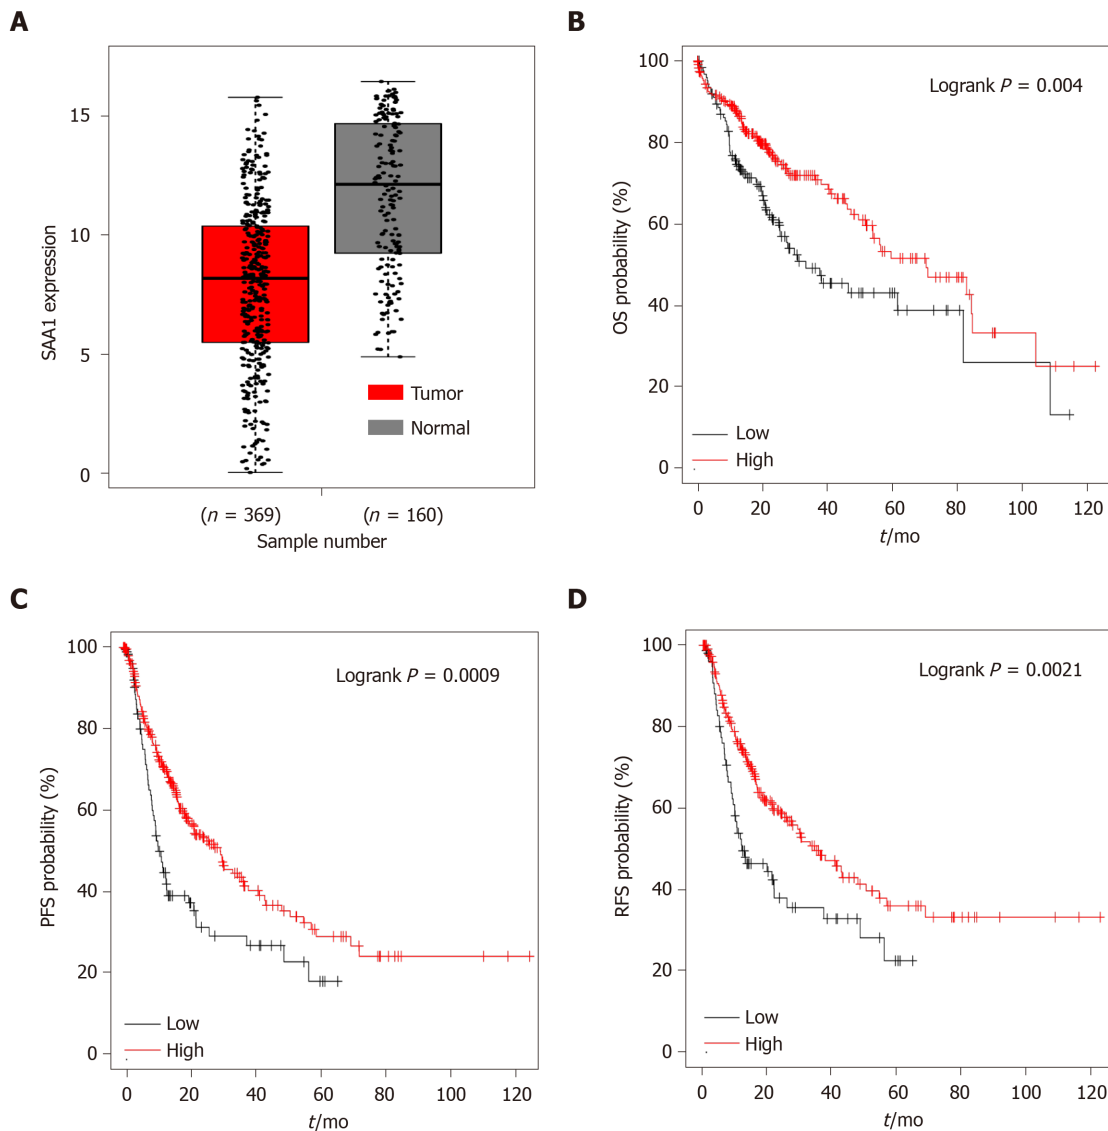 A
SAA1 expression
15
10
5
0
Tumor
Normal
(n = 369)
(n = 160)
Sample number
B
OS probability (%)
100
80
60
40
20
0
Logrank P = 0.004
Low
High
0
20
40
60
80
100
120
t/mo
C
PFS probability (%)
100
80
60
40
20
0
Logrank P = 0.0009
Low
High
0
20
40
60
80
100
120
t/mo
D
RFS probability (%)
100
80
60
40
20
0
Logrank P = 0.0021
Low
High
0
20
40
60
80
100
120
t/mo